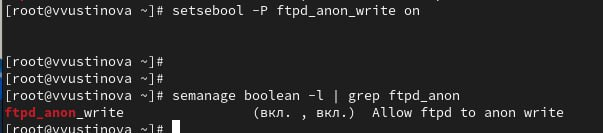 [root@vvustinova ~]# setsebool -P ftpd_anon_write on
[root@vvustinova ~]#
[root@vvustinova ~]#
[root@vvustinova ~]# semanage boolean -l | grep ftpd_anon
ftpd_anon_write (вкл. , вкл.) Allow ftpd to anon write
[root@vvustinova ~]#